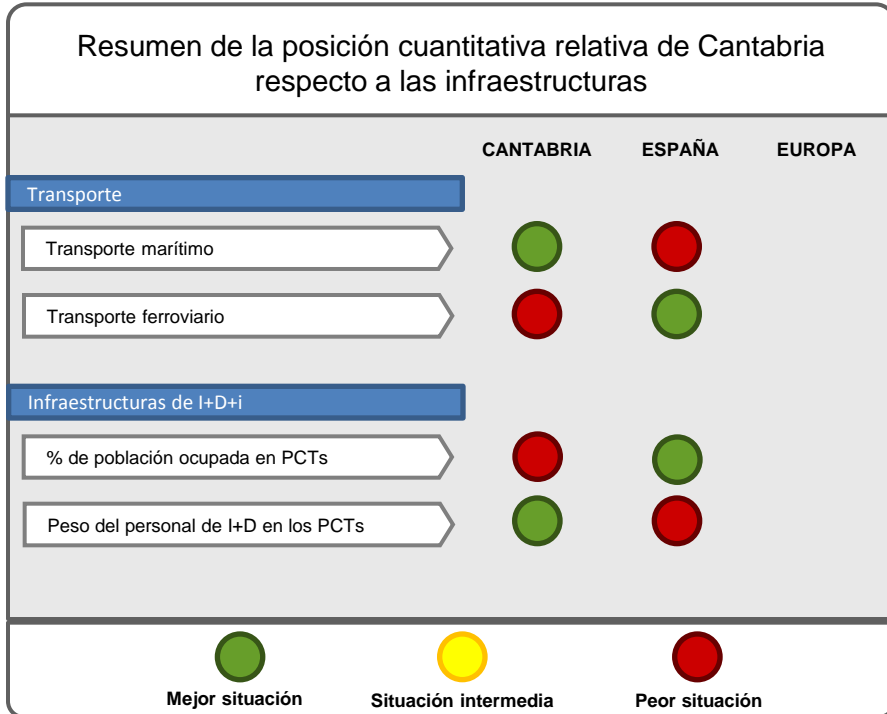 Resumen de la posición cuantitativa relativa de Cantabria
respecto a las infraestructuras
CANTABRIA ESPAÑA EUROPA
Transporte
Transporte marítimo
Transporte ferroviario
Infraestructuras de I+D+i
% de población ocupada en PCTs
Peso del personal de I+D en los PCTs
Mejor situación Situación intermedia Peor situación